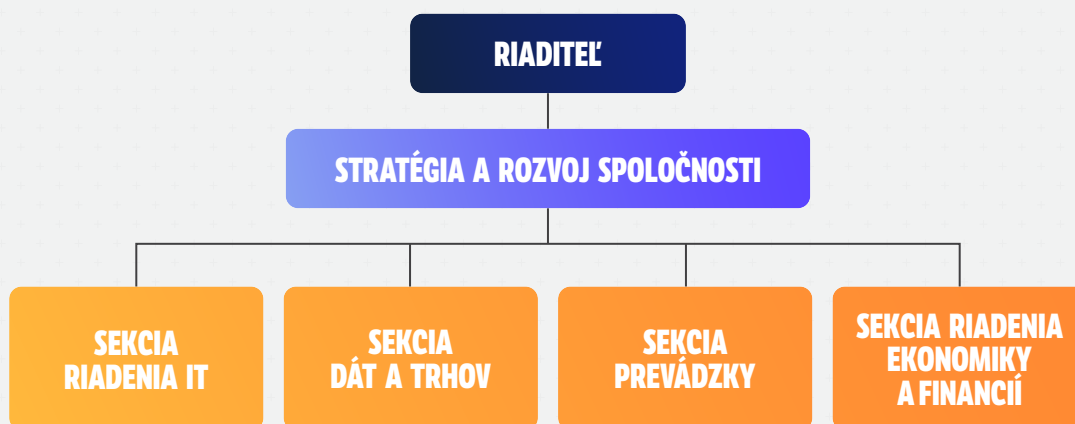 RIADITEĽ
STRATÉGIA A ROZVOJ SPOLOČNOSTI
SEKCIA
RIADENIA IT
SEKCIA
DÁT A TRHOV
SEKCIA
PREVÁDZKY
SEKCIA RIADENIA
EKONOMIKY
A FINANCIÍ